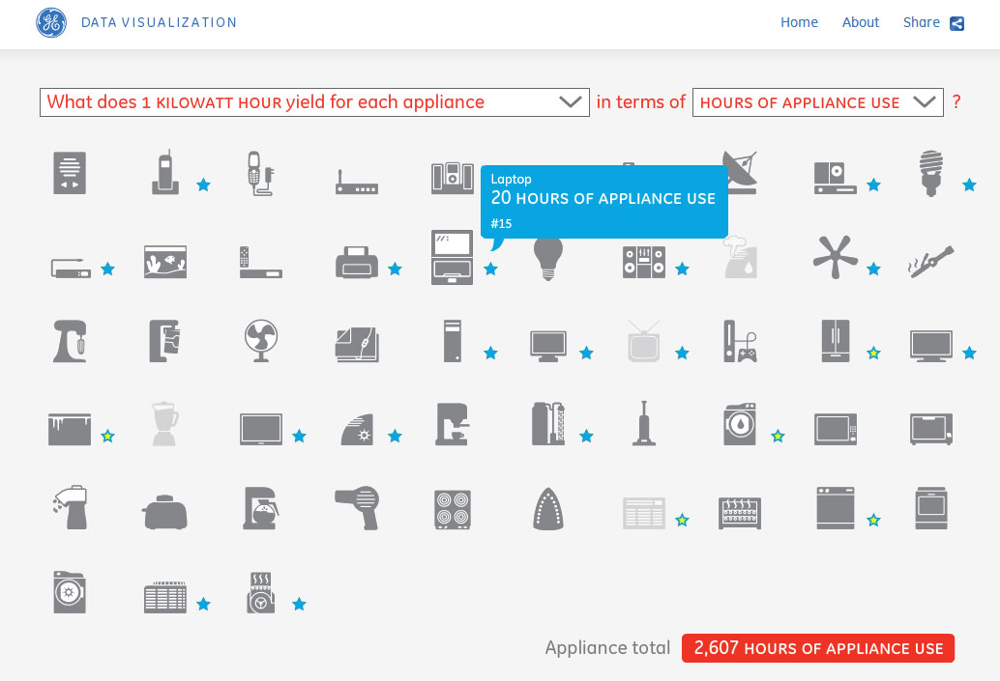 DATA VISUALIZATION
Home About Share
What does 1 KILOWATT HOUR yield for each appliance in terms of HOURS OF APPLIANCE USE ?
Laptop
20 HOURS OF APPLIANCE USE
#15
Appliance total 2,607 HOURS OF APPLIANCE USE